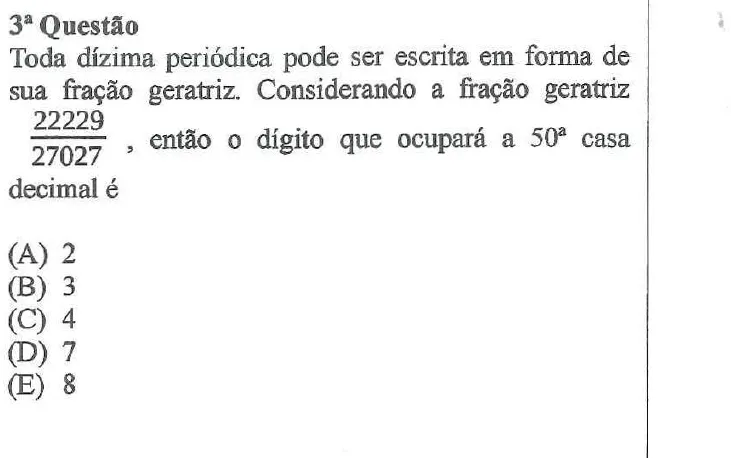 3ª Questão
Toda dízima periódica pode ser escrita em forma de
sua fração geratriz. Considerando a fração geratriz
22229
27027 , então o dígito que ocupará a 50ª casa
decimal é
(A) 2
(B) 3
(C) 4
(D) 7
(E) 8